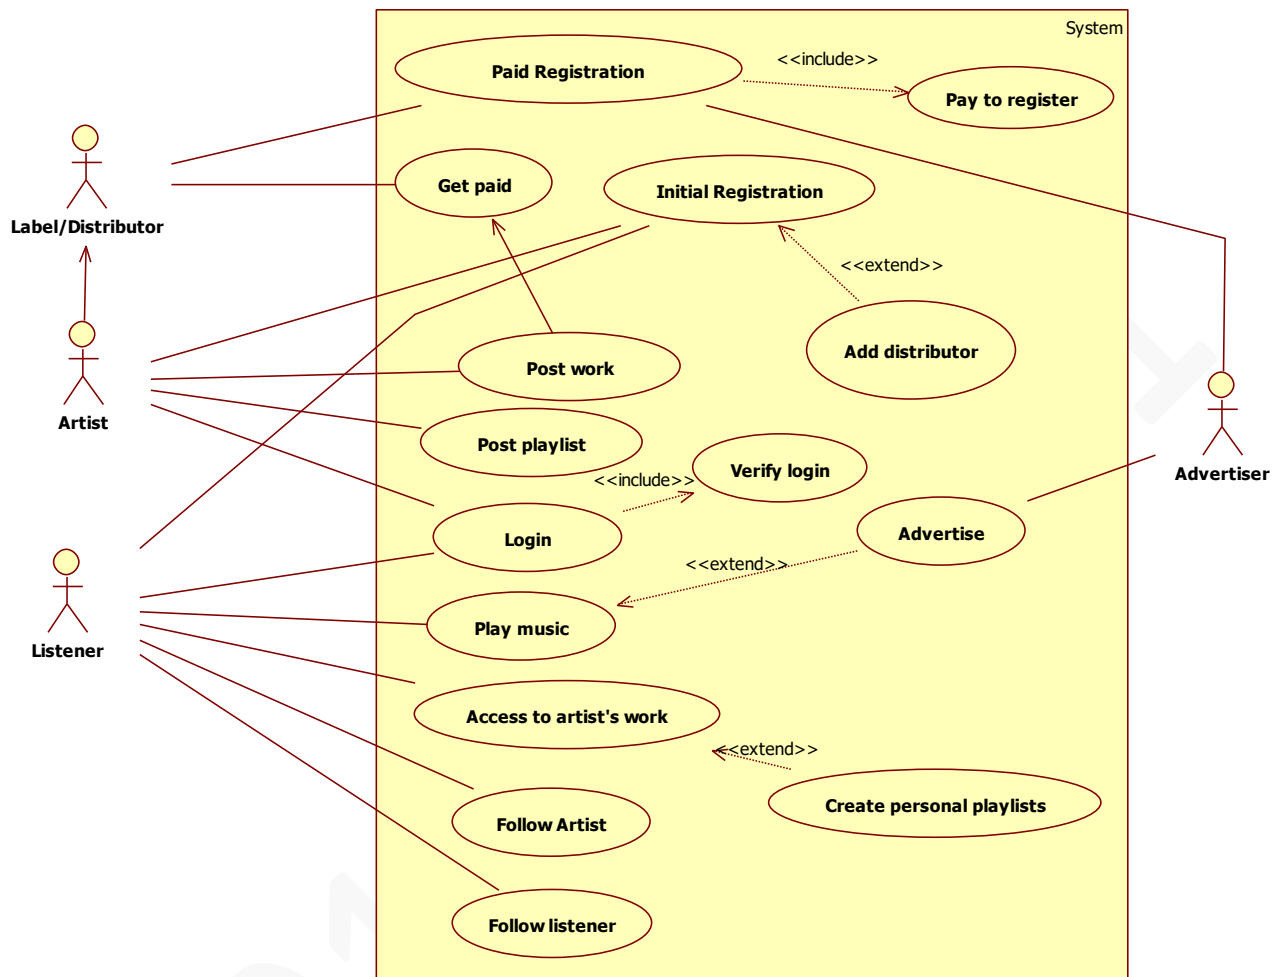 System
Paid Registration
<<include>>
Pay to register
Label/Distributor
Get paid
Initial Registration
<<extend>>
Artist
Post work
Add distributor
Post playlist
Verify login
<<include>>
Login
Advertise
Advertiser
<<extend>>
Listener
Play music
Access to artist's work
<<extend>>
Create personal playlists
Follow Artist
Follow listener